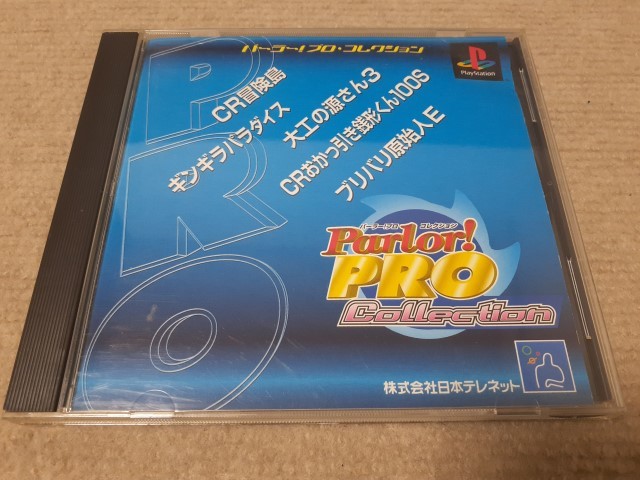 パーラー!プロ・コレクション
PlayStation
PRO
CR冒険島
ギンギラパラダイス
大工の源さん3
CRおかっ引き銭形くん100S
ブリバリ原始人E
パーラー!プロ コレクション
Parlor!
PRO
Collection
株式会社日本テレネット